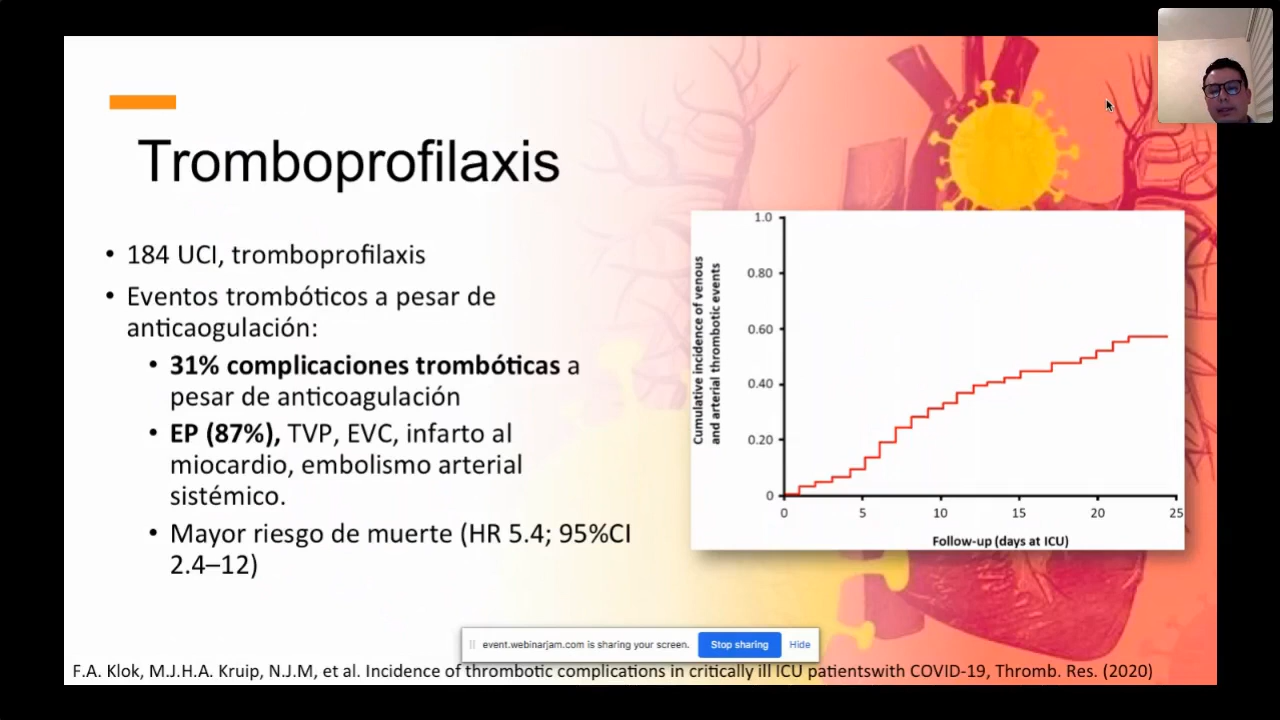 Tromboprofilaxis
• 184 UCI, tromboprofilaxis
• Eventos trombóticos a pesar de
anticaogulación:
• 31% complicaciones trombóticas a
pesar de anticoagulación
• EP (87%), TVP, EVC, infarto al
miocardio, embolismo arterial
sistémico.
• Mayor riesgo de muerte (HR 5.4; 95%CI
2.4–12)
Cumulative incidence of venous
and arterial thrombotic events
1.0
0.80
0.60
0.40
0.20
0
0 5 10 15 20 25
Follow-up (days at ICU)
event.webinarjam.com is sharing your screen. Stop sharing Hide
F.A. Klok, M.J.H.A. Kruip, N.J.M, et al. Incidence of thrombotic complications in critically ill ICU patientswith COVID-19, Thromb. Res. (2020)